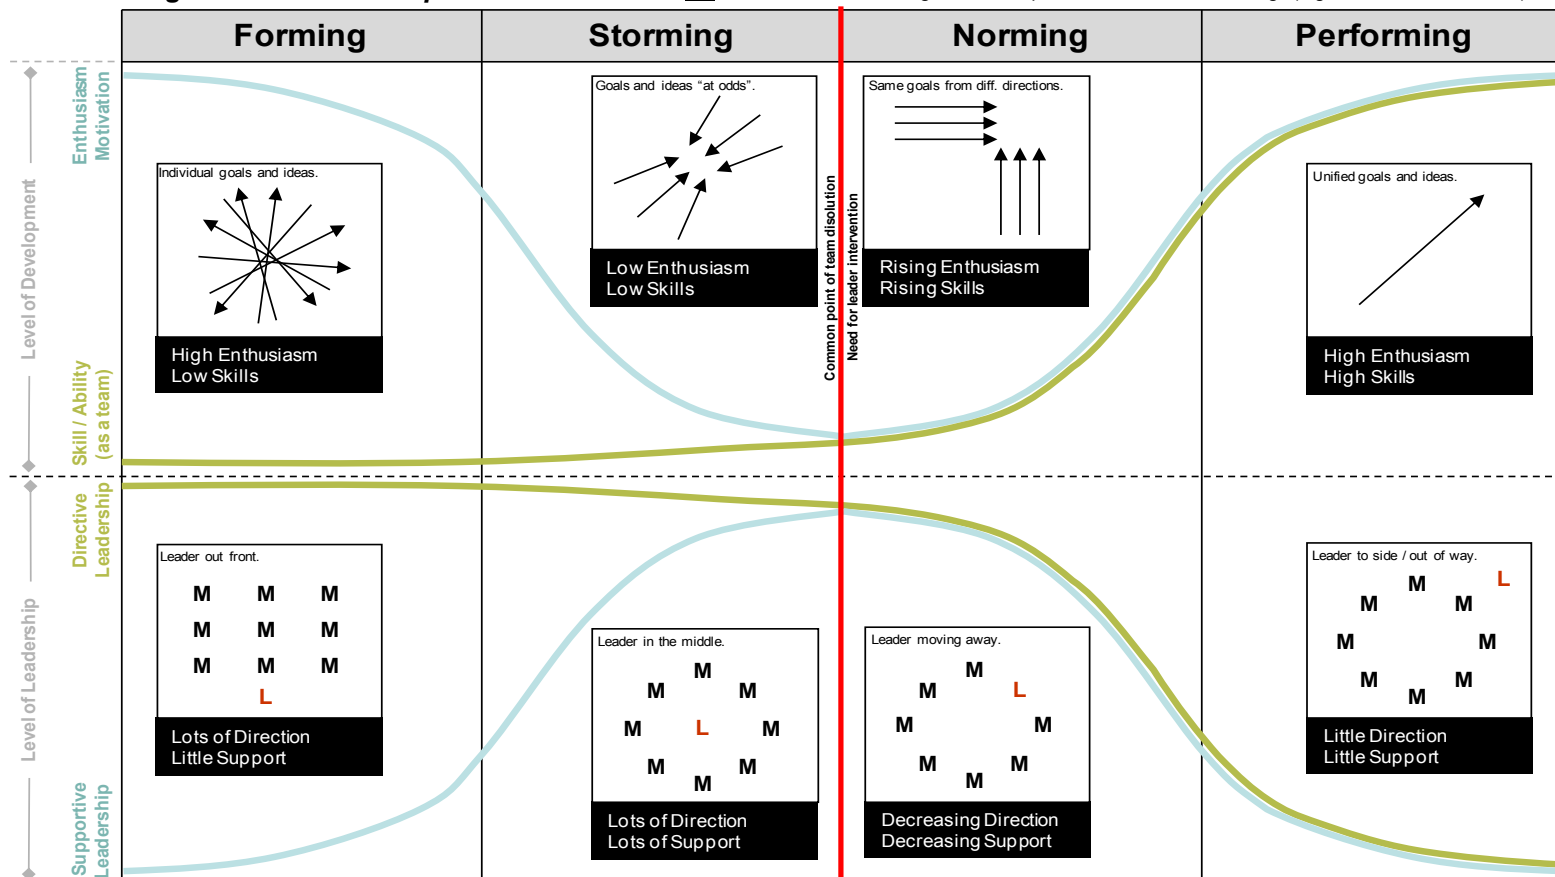 Forming
Storming
Norming
Performing
Level of Development
Enthusiasm
Motivation
Skill / Ability
(as a team)
Individual goals and ideas.
High Enthusiasm
Low Skills
Goals and ideas “at odds”.
Low Enthusiasm
Low Skills
Common point of team disolution
Need for leader intervention
Same goals from diff. directions.
Rising Enthusiasm
Rising Skills
Unified goals and ideas.
High Enthusiasm
High Skills
Level of Leadership
Directive
Leadership
Supportive
Leadership
Leader out front.
M M M
M M M
M M M
L
Lots of Direction
Little Support
Leader in the middle.
M
M M
M L M
M M
M
Lots of Direction
Lots of Support
Leader moving away.
M
M L
M M
M M
M
Decreasing Direction
Decreasing Support
Leader to side / out of way.
L
M
M M
M M
M M
M
Little Direction
Little Support